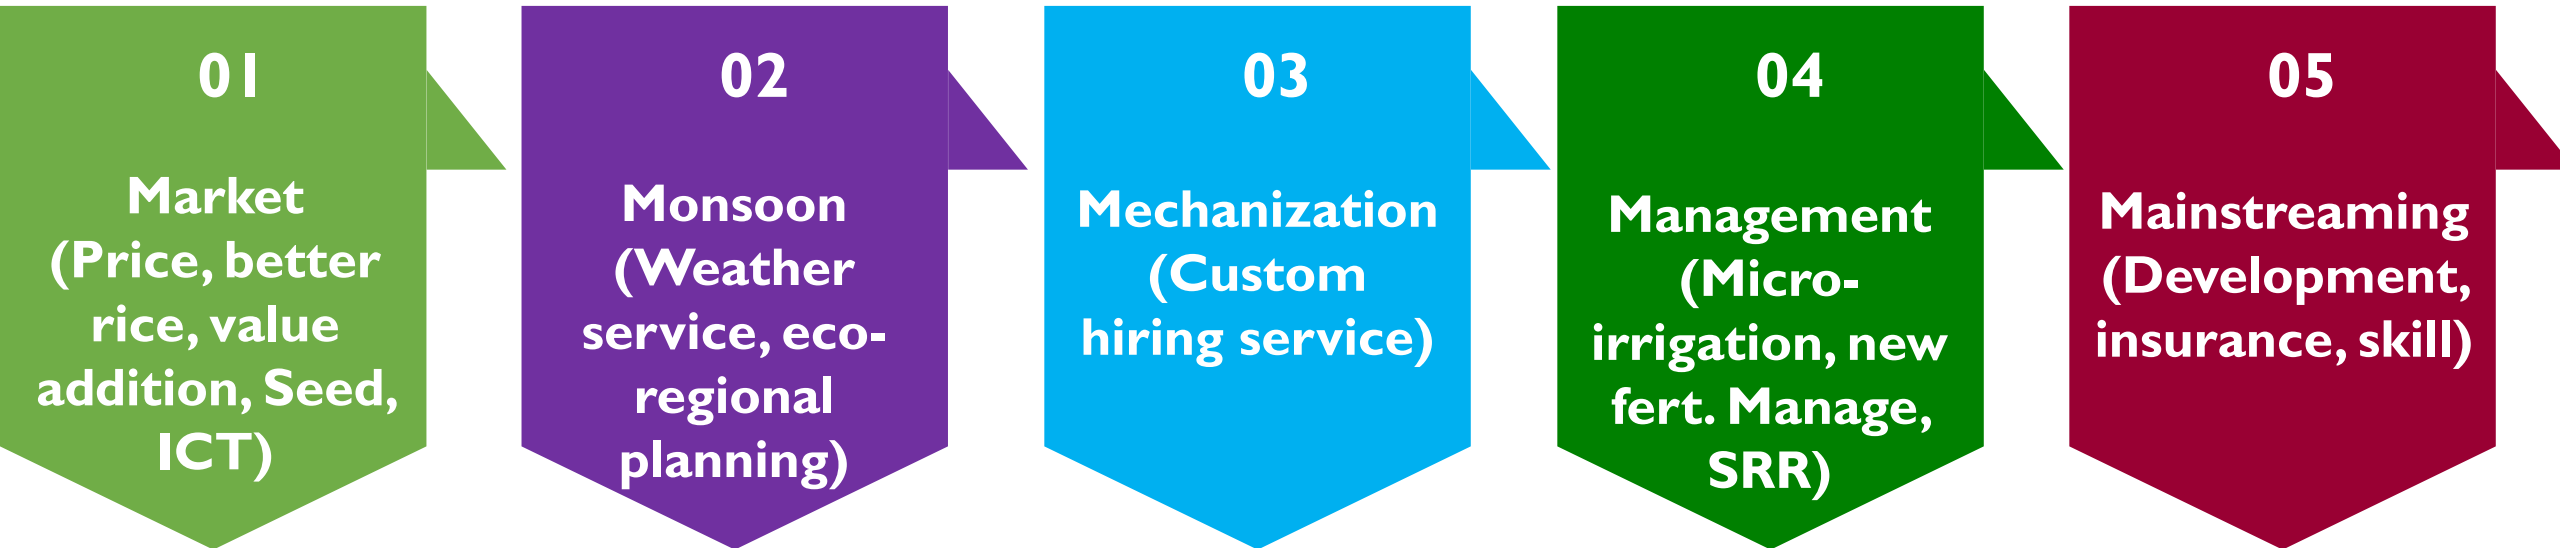 01
Market
(Price, better
rice, value
addition, Seed,
ICT)
02
Monsoon
(Weather
service, eco-
regional
planning)
03
Mechanization
(Custom
hiring service)
04
Management
(Micro-
irrigation, new
fert. Manage,
SRR)
05
Mainstreaming
(Development,
insurance, skill)